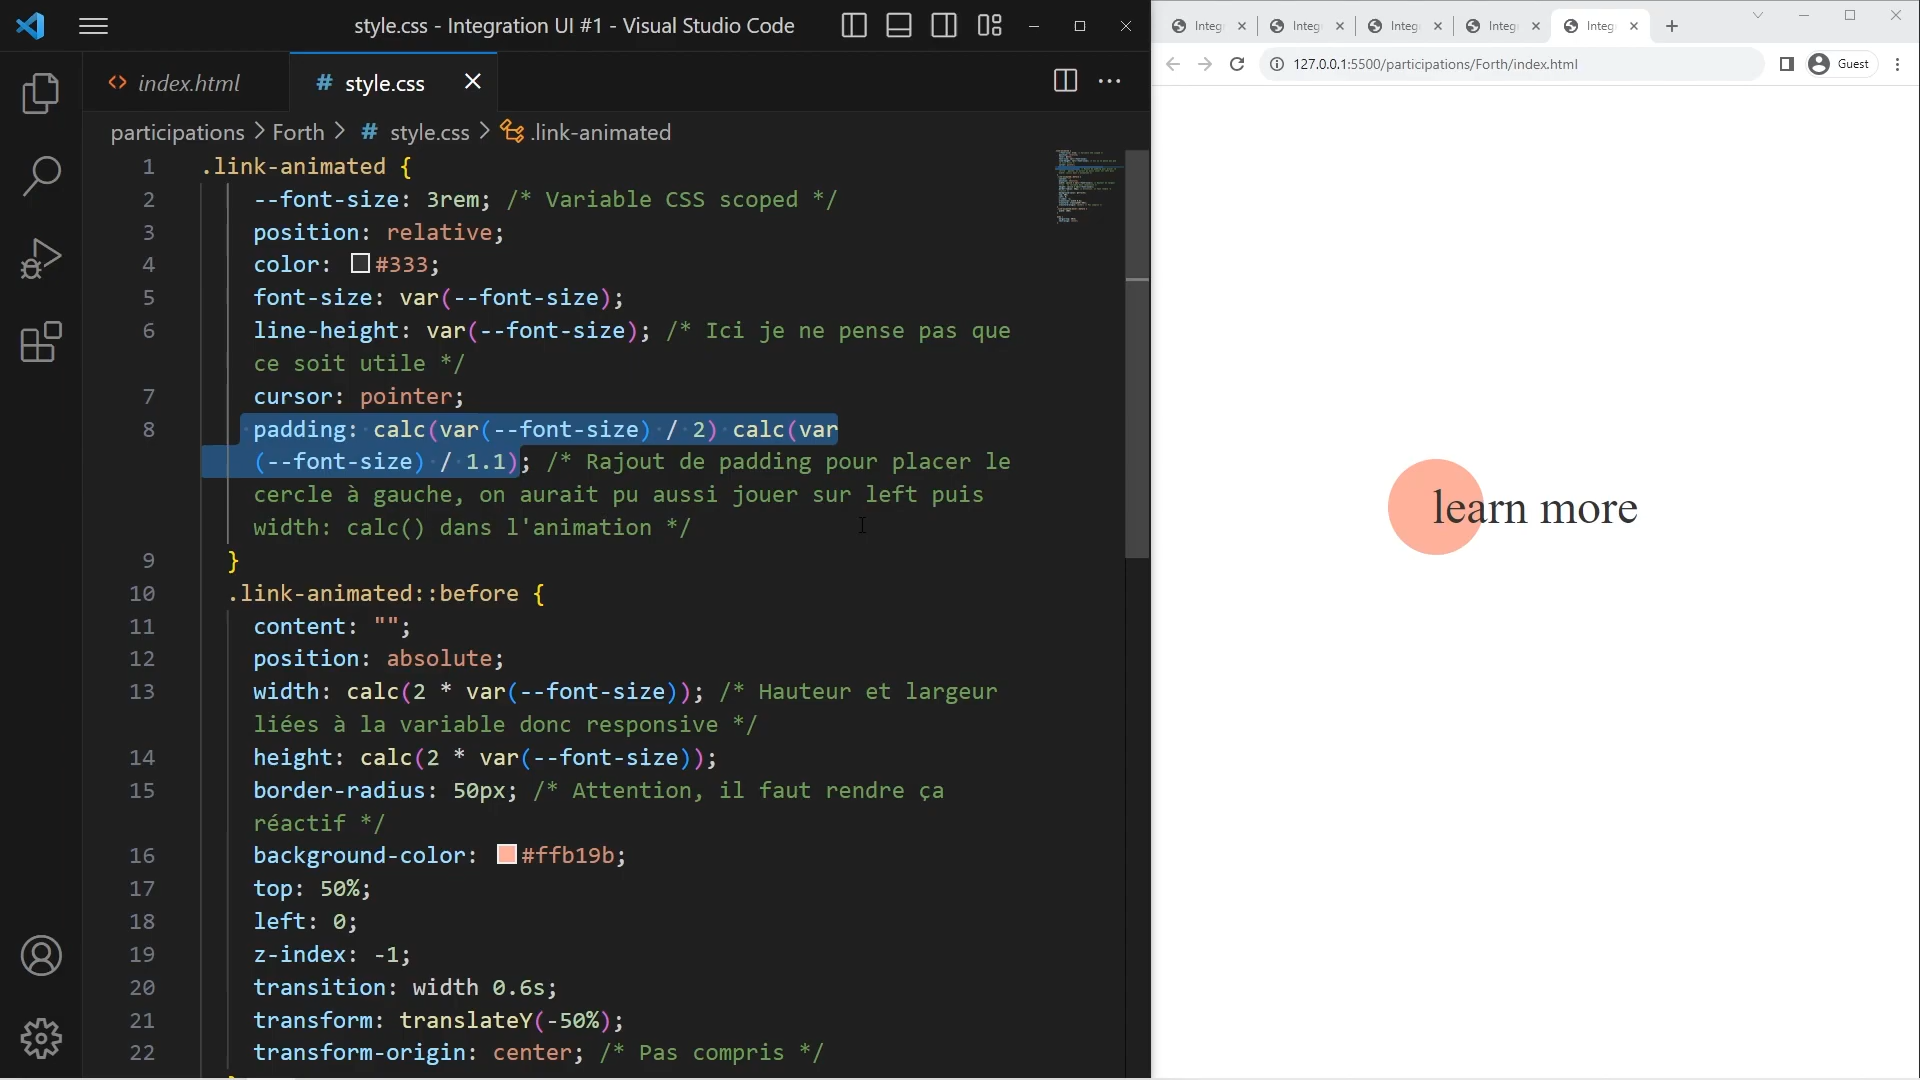 style.css - Integration UI #1 - Visual Studio Code
index.html
# style.css
participations > Forth > # style.css > .link-animated
1 .link-animated {
2 --font-size: 3rem; /* Variable CSS scoped */
3 position: relative;
4 color: #333;
5 font-size: var(--font-size);
6 line-height: var(--font-size); /* Ici je ne pense pas que
ce soit utile */
7 cursor: pointer;
8 padding: calc(var(--font-size) / 2) calc(var
(--font-size) / 1.1); /* Rajout de padding pour placer le
cercle à gauche, on aurait pu aussi jouer sur left puis
width: calc() dans l'animation */
9 }
10 .link-animated::before {
11 content: "";
12 position: absolute;
13 width: calc(2 * var(--font-size)); /* Hauteur et largeur
liées à la variable donc responsive */
14 height: calc(2 * var(--font-size));
15 border-radius: 50px; /* Attention, il faut rendre ça
réactif */
16 background-color: #ffb19b;
17 top: 50%;
18 left: 0;
19 z-index: -1;
20 transition: width 0.6s;
21 transform: translateY(-50%);
22 transform-origin: center; /* Pas compris */
Integ Integ Integ Integ Integ
127.0.0.1:5500/participations/Forth/index.html
Guest
learn more